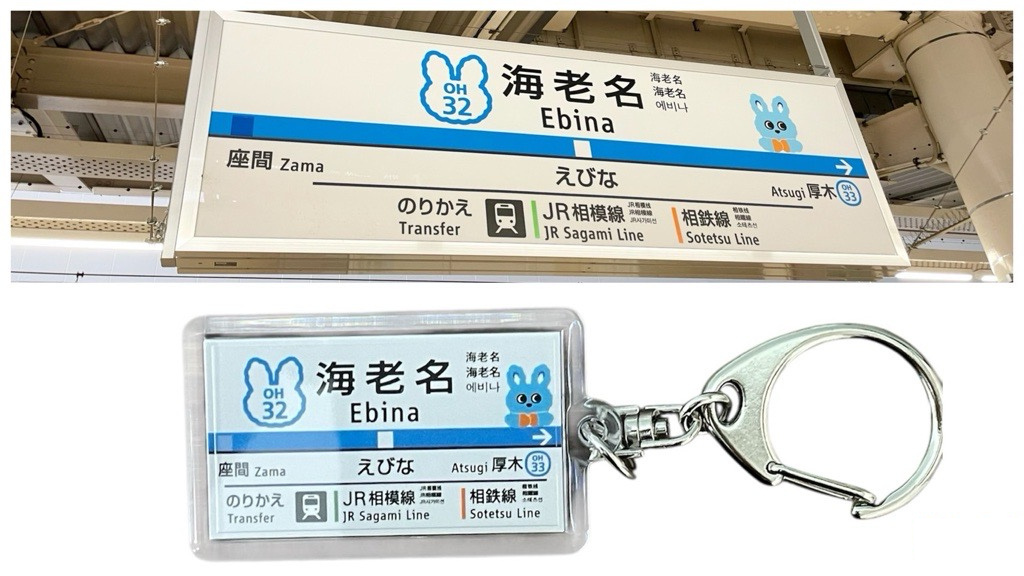 OH
32
海老名
Ebina
海老名
海老名
에비나
座間 Zama
えびな
Atsugi 厚木 OH 33
のりかえ
Transfer
JR相模線
JR Sagami Line
相鉄線
Sotetsu Line
OH
32
海老名
Ebina
海老名
海老名
에비나
座間 Zama
えびな
Atsugi 厚木 OH 33
のりかえ
Transfer
JR相模線
JR Sagami Line
相鉄線
Sotetsu Line